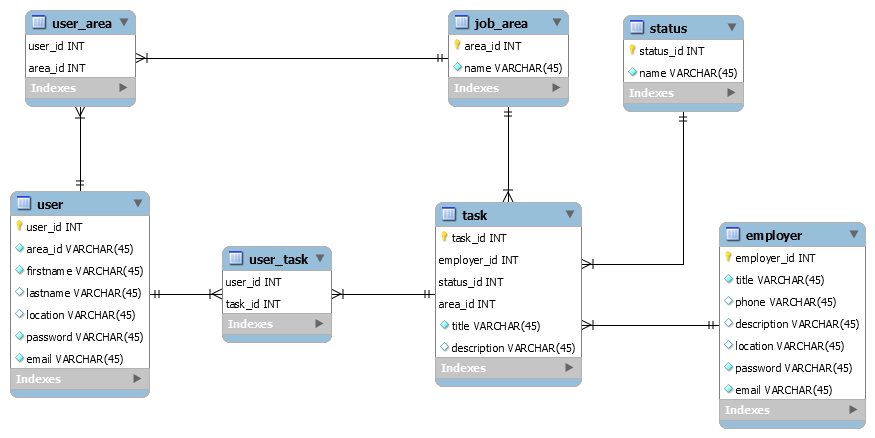 user_area
user_id INT
area_id INT
Indexes
job_area
area_id INT
name VARCHAR(45)
Indexes
status
status_id INT
name VARCHAR(45)
Indexes
user
user_id INT
area_id VARCHAR(45)
firstname VARCHAR(45)
lastname VARCHAR(45)
location VARCHAR(45)
password VARCHAR(45)
email VARCHAR(45)
Indexes
user_task
user_id INT
task_id INT
Indexes
task
task_id INT
employer_id INT
status_id INT
area_id INT
title VARCHAR(45)
description VARCHAR(45)
Indexes
employer
employer_id INT
title VARCHAR(45)
phone VARCHAR(45)
description VARCHAR(45)
location VARCHAR(45)
password VARCHAR(45)
email VARCHAR(45)
Indexes